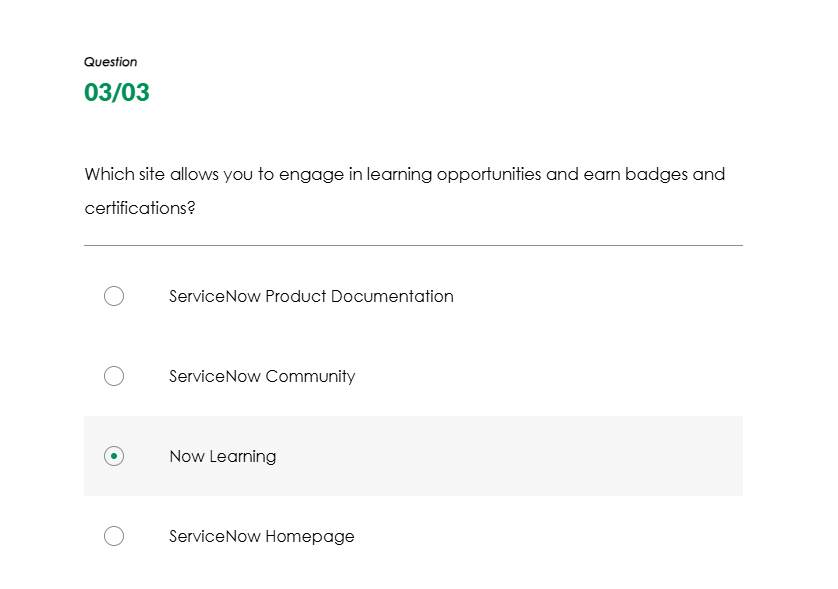 Question
03/03
Which site allows you to engage in learning opportunities and earn badges and
certifications?
ServiceNow Product Documentation
ServiceNow Community
Now Learning
ServiceNow Homepage